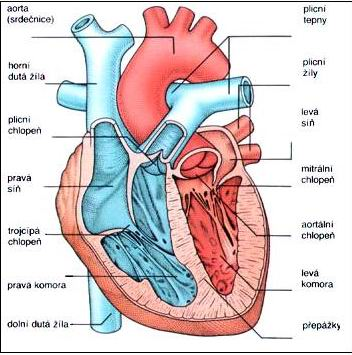 aorta
(srdečnice)
horní
dutá žíla
plicní
chlopeň
pravá
síň
trojcípá
chlopeň
pravá komora
dolní dutá žíla
plicní
tepny
plicní
žíly
levá
síň
mitrální
chlopeň
aortální
chlopeň
levá
komora
přepážky